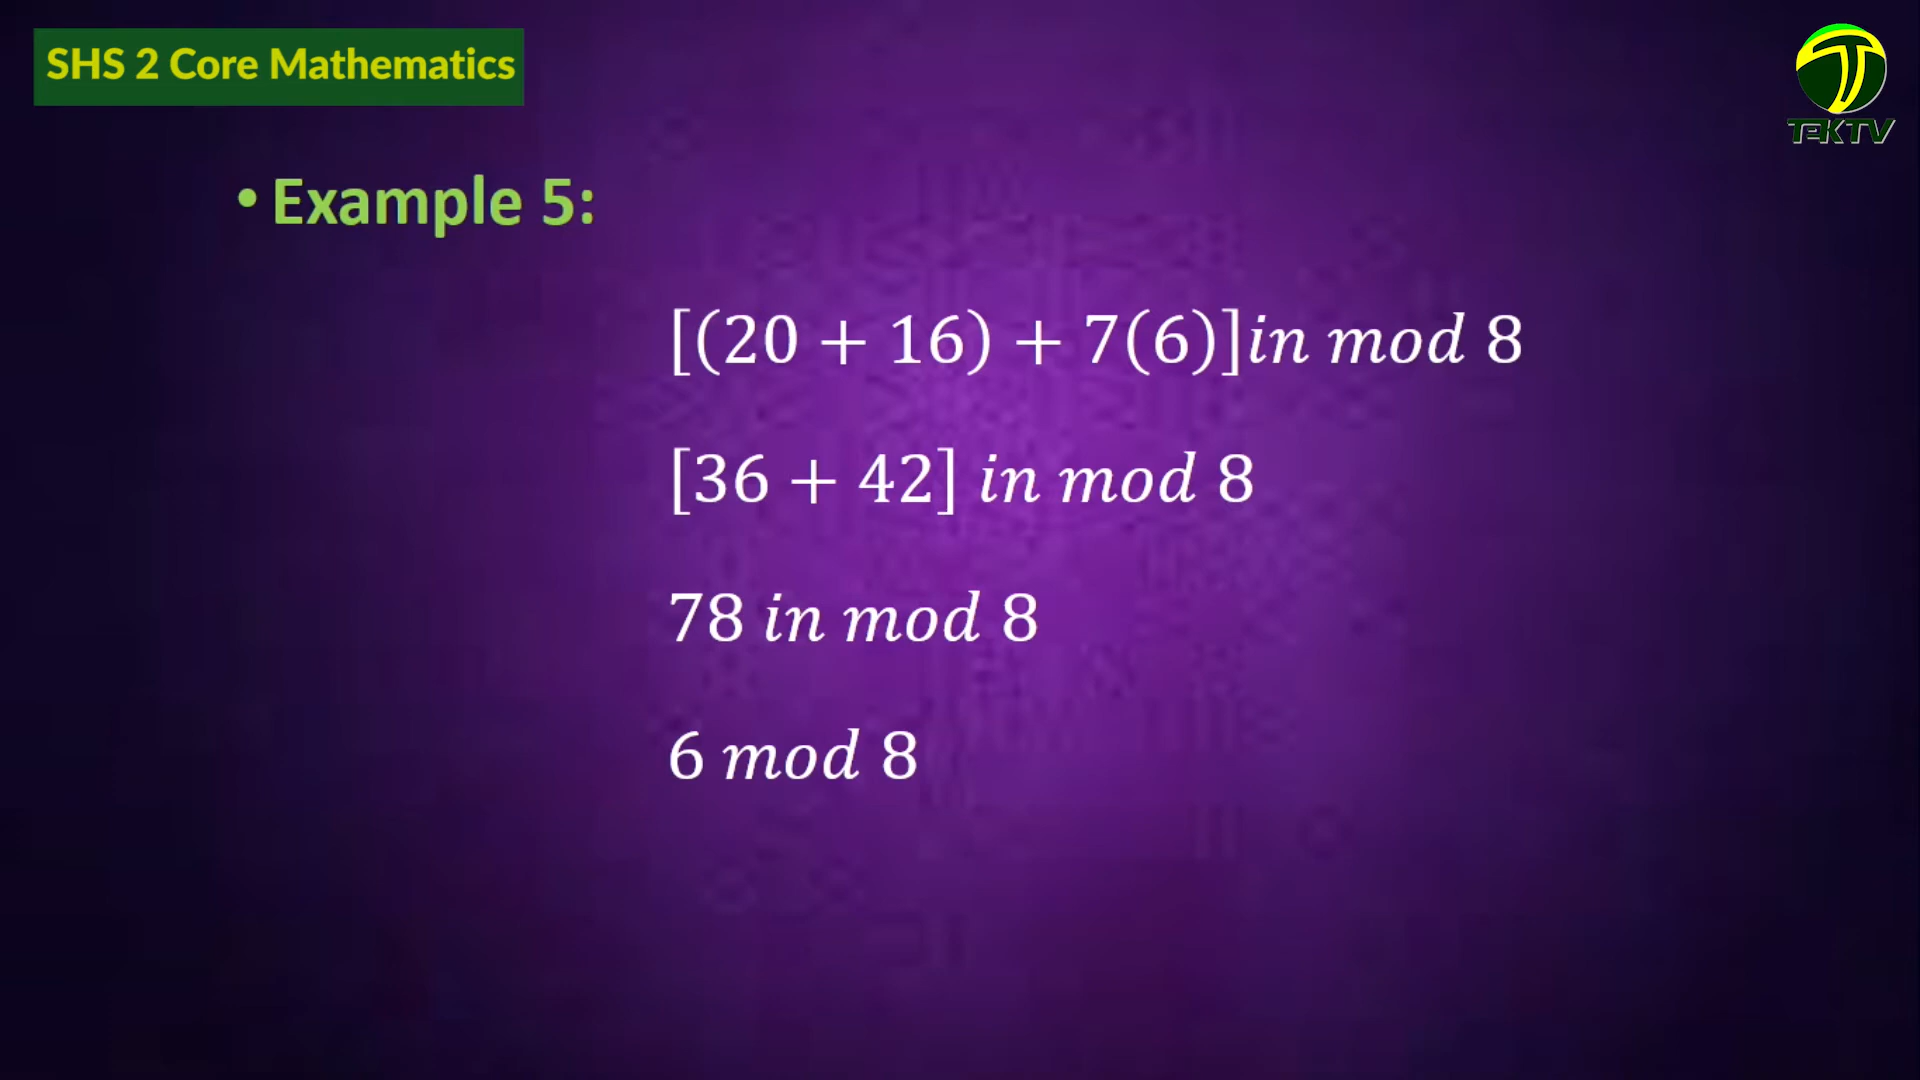 SHS 2 Core Mathematics
TEKTV
• Example 5:
[(20 + 16) + 7(6)]in mod 8
[36 + 42] in mod 8
78 in mod 8
6 mod 8